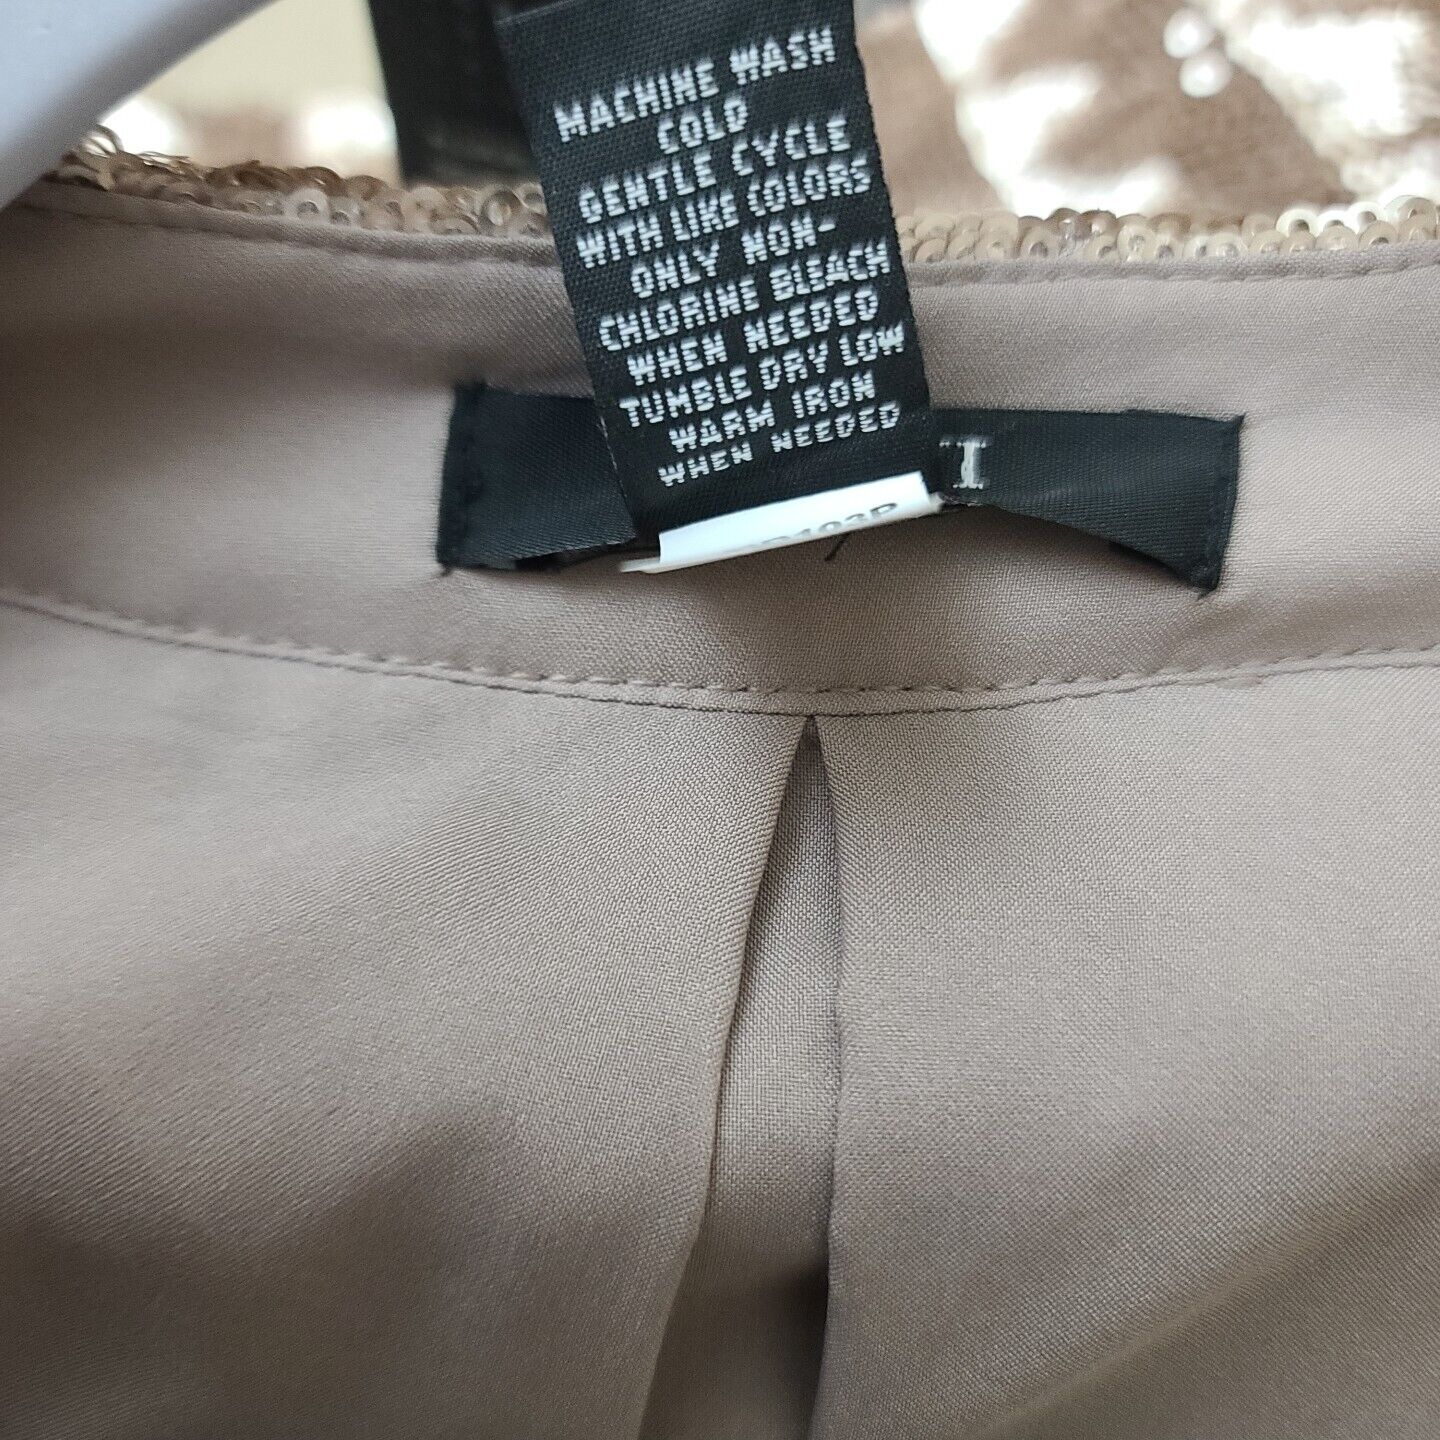 MACHINE WASH
COLD
GENTLE CYCLE
WITH LIKE COLORS
ONLY NON-
CHLORINE BLEACH
WHEN NEEDED
TUMBLE DRY LOW
WARM IRON
WHEN NEEDED